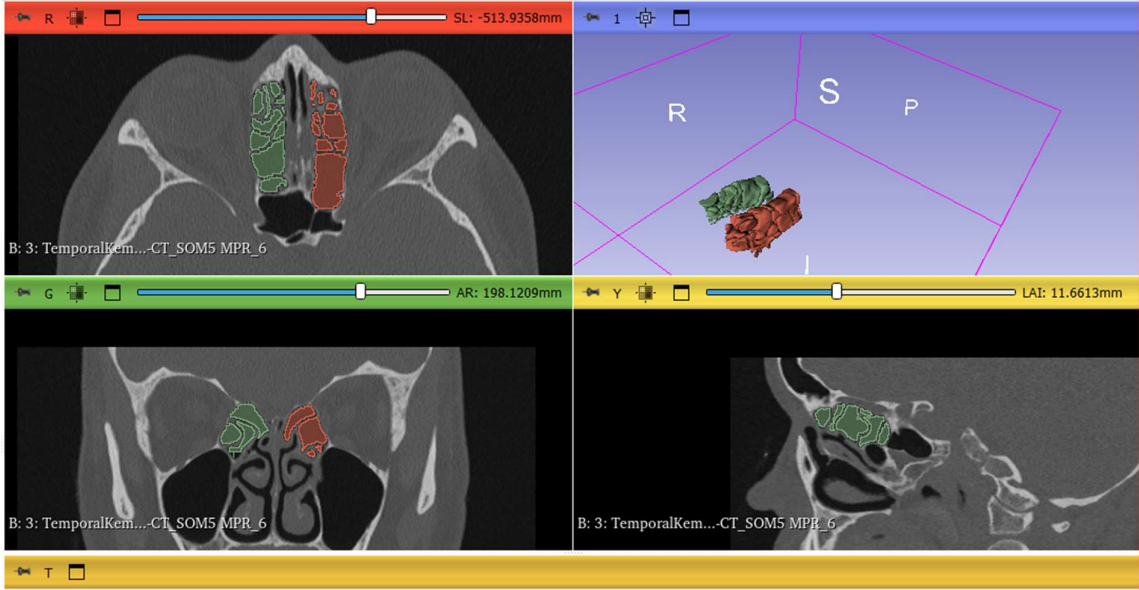 R SL: -513.9358mm
1
R S P
I
B: 3: TemporalKem...-CT_SOM5 MPR_6
G AR: 198.1209mm
Y LAI: 11.6613mm
B: 3: TemporalKem...-CT_SOM5 MPR_6
B: 3: TemporalKem...-CT_SOM5 MPR_6
T